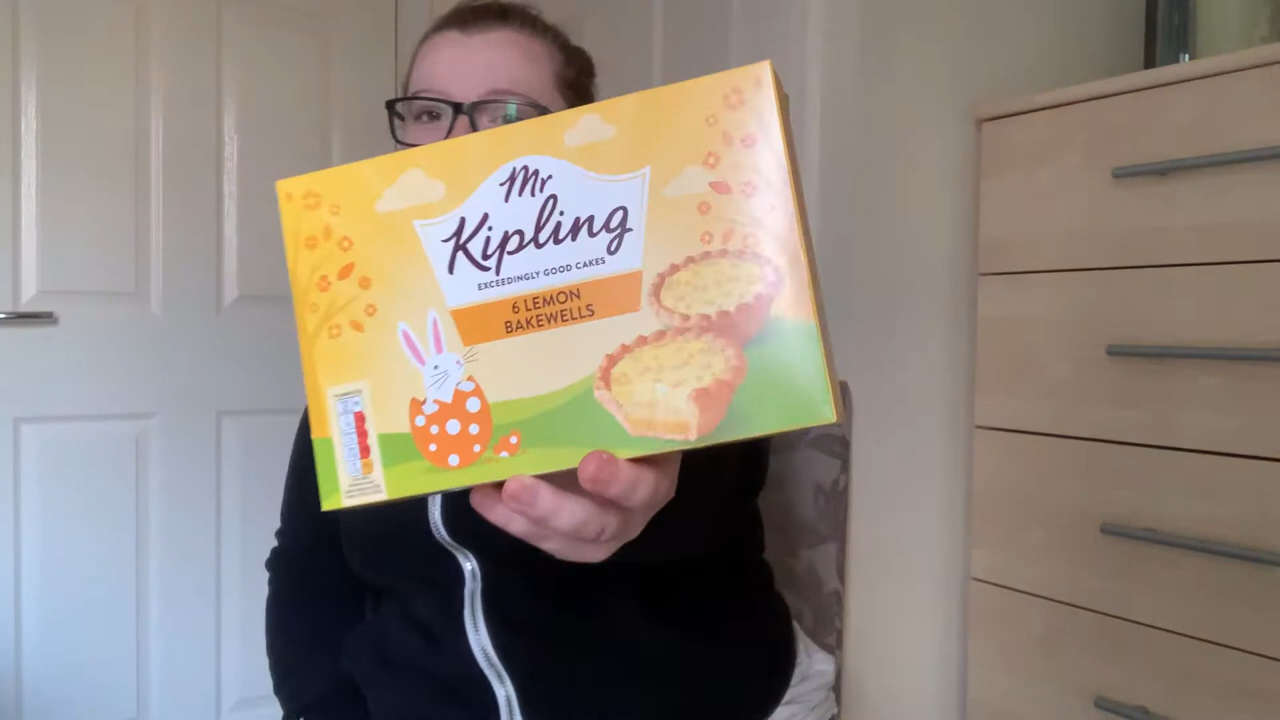 Mr
Kipling
EXCEEDINGLY GOOD CAKES
6 LEMON
BAKEWELLS